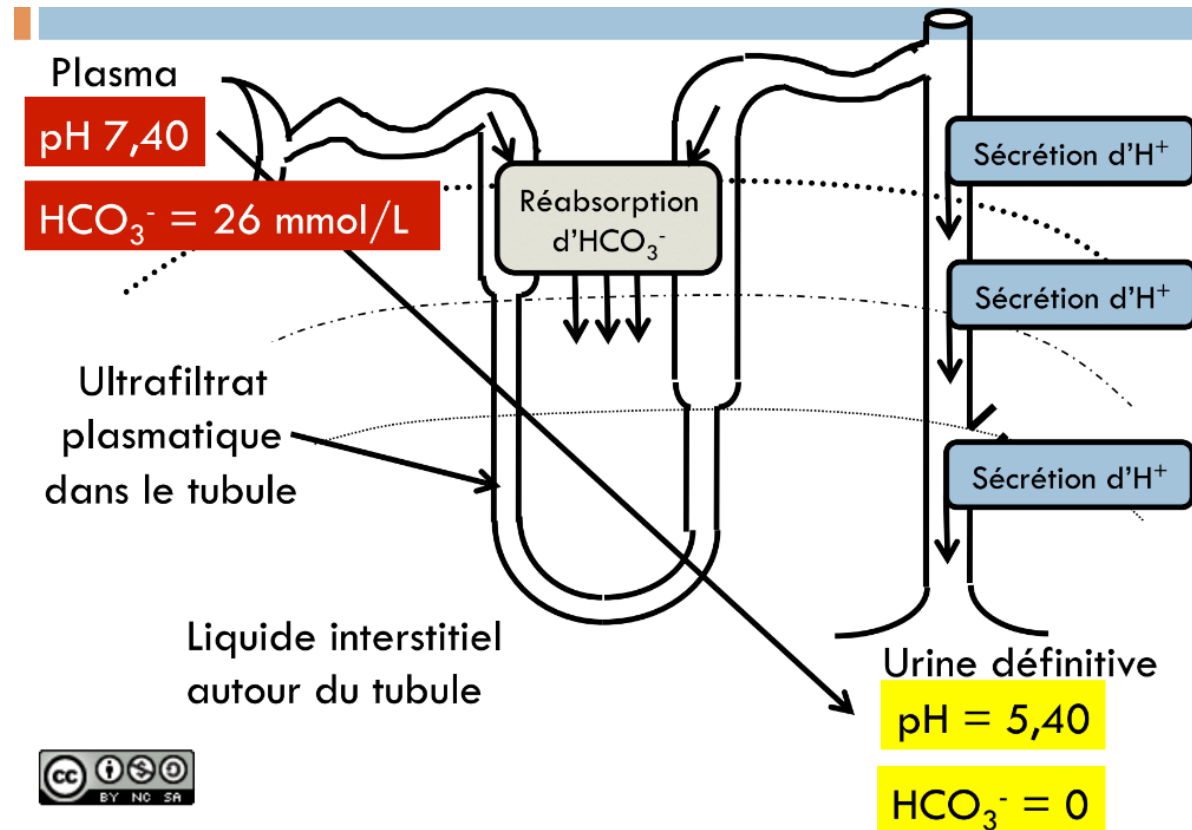 Plasma
pH 7,40
HCO₃⁻ = 26 mmol/L
Réabsorption
d'HCO₃⁻
Sécrétion d'H⁺
Sécrétion d'H⁺
Sécrétion d'H⁺
Ultrafiltrat
plasmatique
dans le tubule
Liquide interstitiel
autour du tubule
Urine définitive
pH = 5,40
HCO₃⁻ = 0
cc
BY NC SA